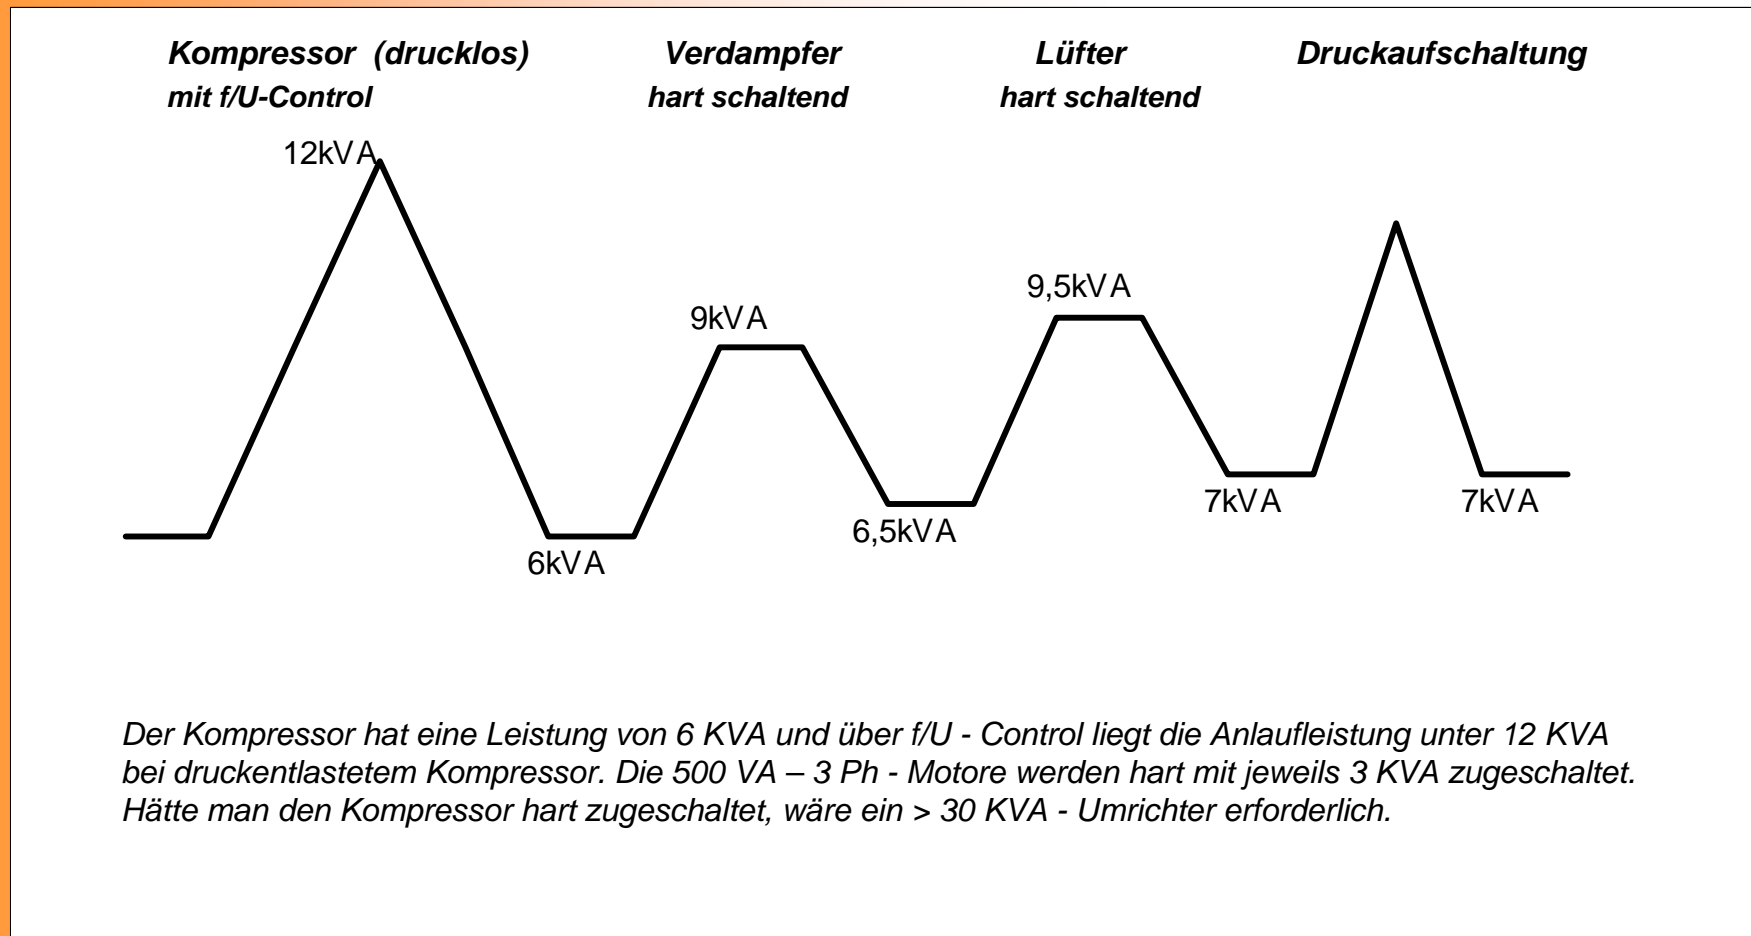 Kompressor (drucklos)
mit f/U-Control
Verdampfer
hart schaltend
Lüfter
hart schaltend
Druckaufschaltung
12kVA
9kVA
9,5kVA
6kVA
6,5kVA
7kVA
7kVA
Der Kompressor hat eine Leistung von 6 KVA und über f/U - Control liegt die Anlaufleistung unter 12 KVA
bei druckentlastetem Kompressor. Die 500 VA – 3 Ph - Motore werden hart mit jeweils 3 KVA zugeschaltet.
Hätte man den Kompressor hart zugeschaltet, wäre ein > 30 KVA - Umrichter erforderlich.